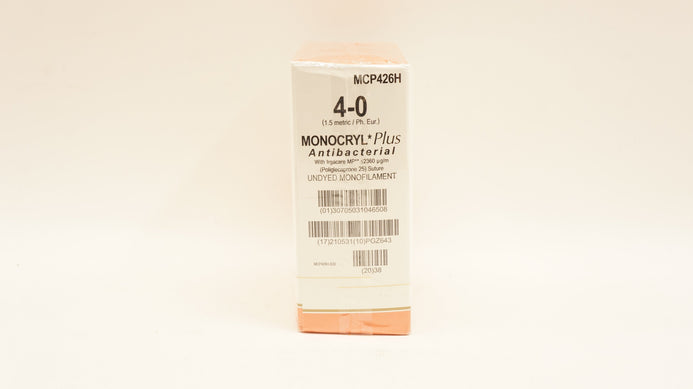 MCP426H
4-0
(1.5 metric / Ph. Eur.)
MONOCRYL* Plus
Antibacterial
With Irgacare MP** ≤2360 µg/m
(Poliglecaprone 25) Suture
UNDYED MONOFILAMENT
(01)30705031046508
(17)210531(10)PGZ643
(20)38